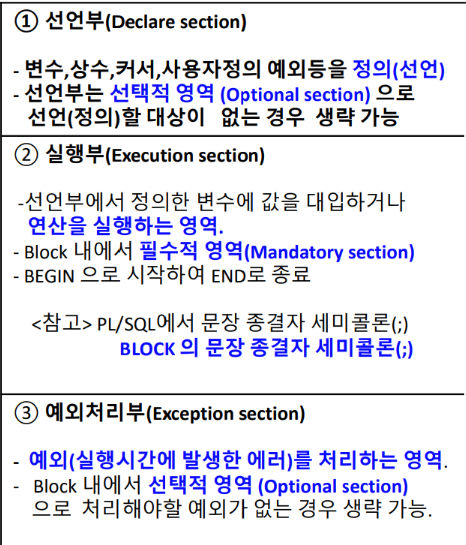 ① 선언부(Declare section)
- 변수,상수,커서,사용자정의 예외등을 정의(선언)
- 선언부는 선택적 영역 (Optional section) 으로
선언(정의)할 대상이 없는 경우 생략 가능
② 실행부(Execution section)
-선언부에서 정의한 변수에 값을 대입하거나
연산을 실행하는 영역.
- Block 내에서 필수적 영역(Mandatory section)
- BEGIN 으로 시작하여 END로 종료
<참고> PL/SQL에서 문장 종결자 세미콜론(;)
BLOCK 의 문장 종결자 세미콜론(;)
③ 예외처리부(Exception section)
- 예외(실행시간에 발생한 에러)를 처리하는 영역.
- Block 내에서 선택적 영역 (Optional section)
으로 처리해야할 예외가 없는 경우 생략 가능.